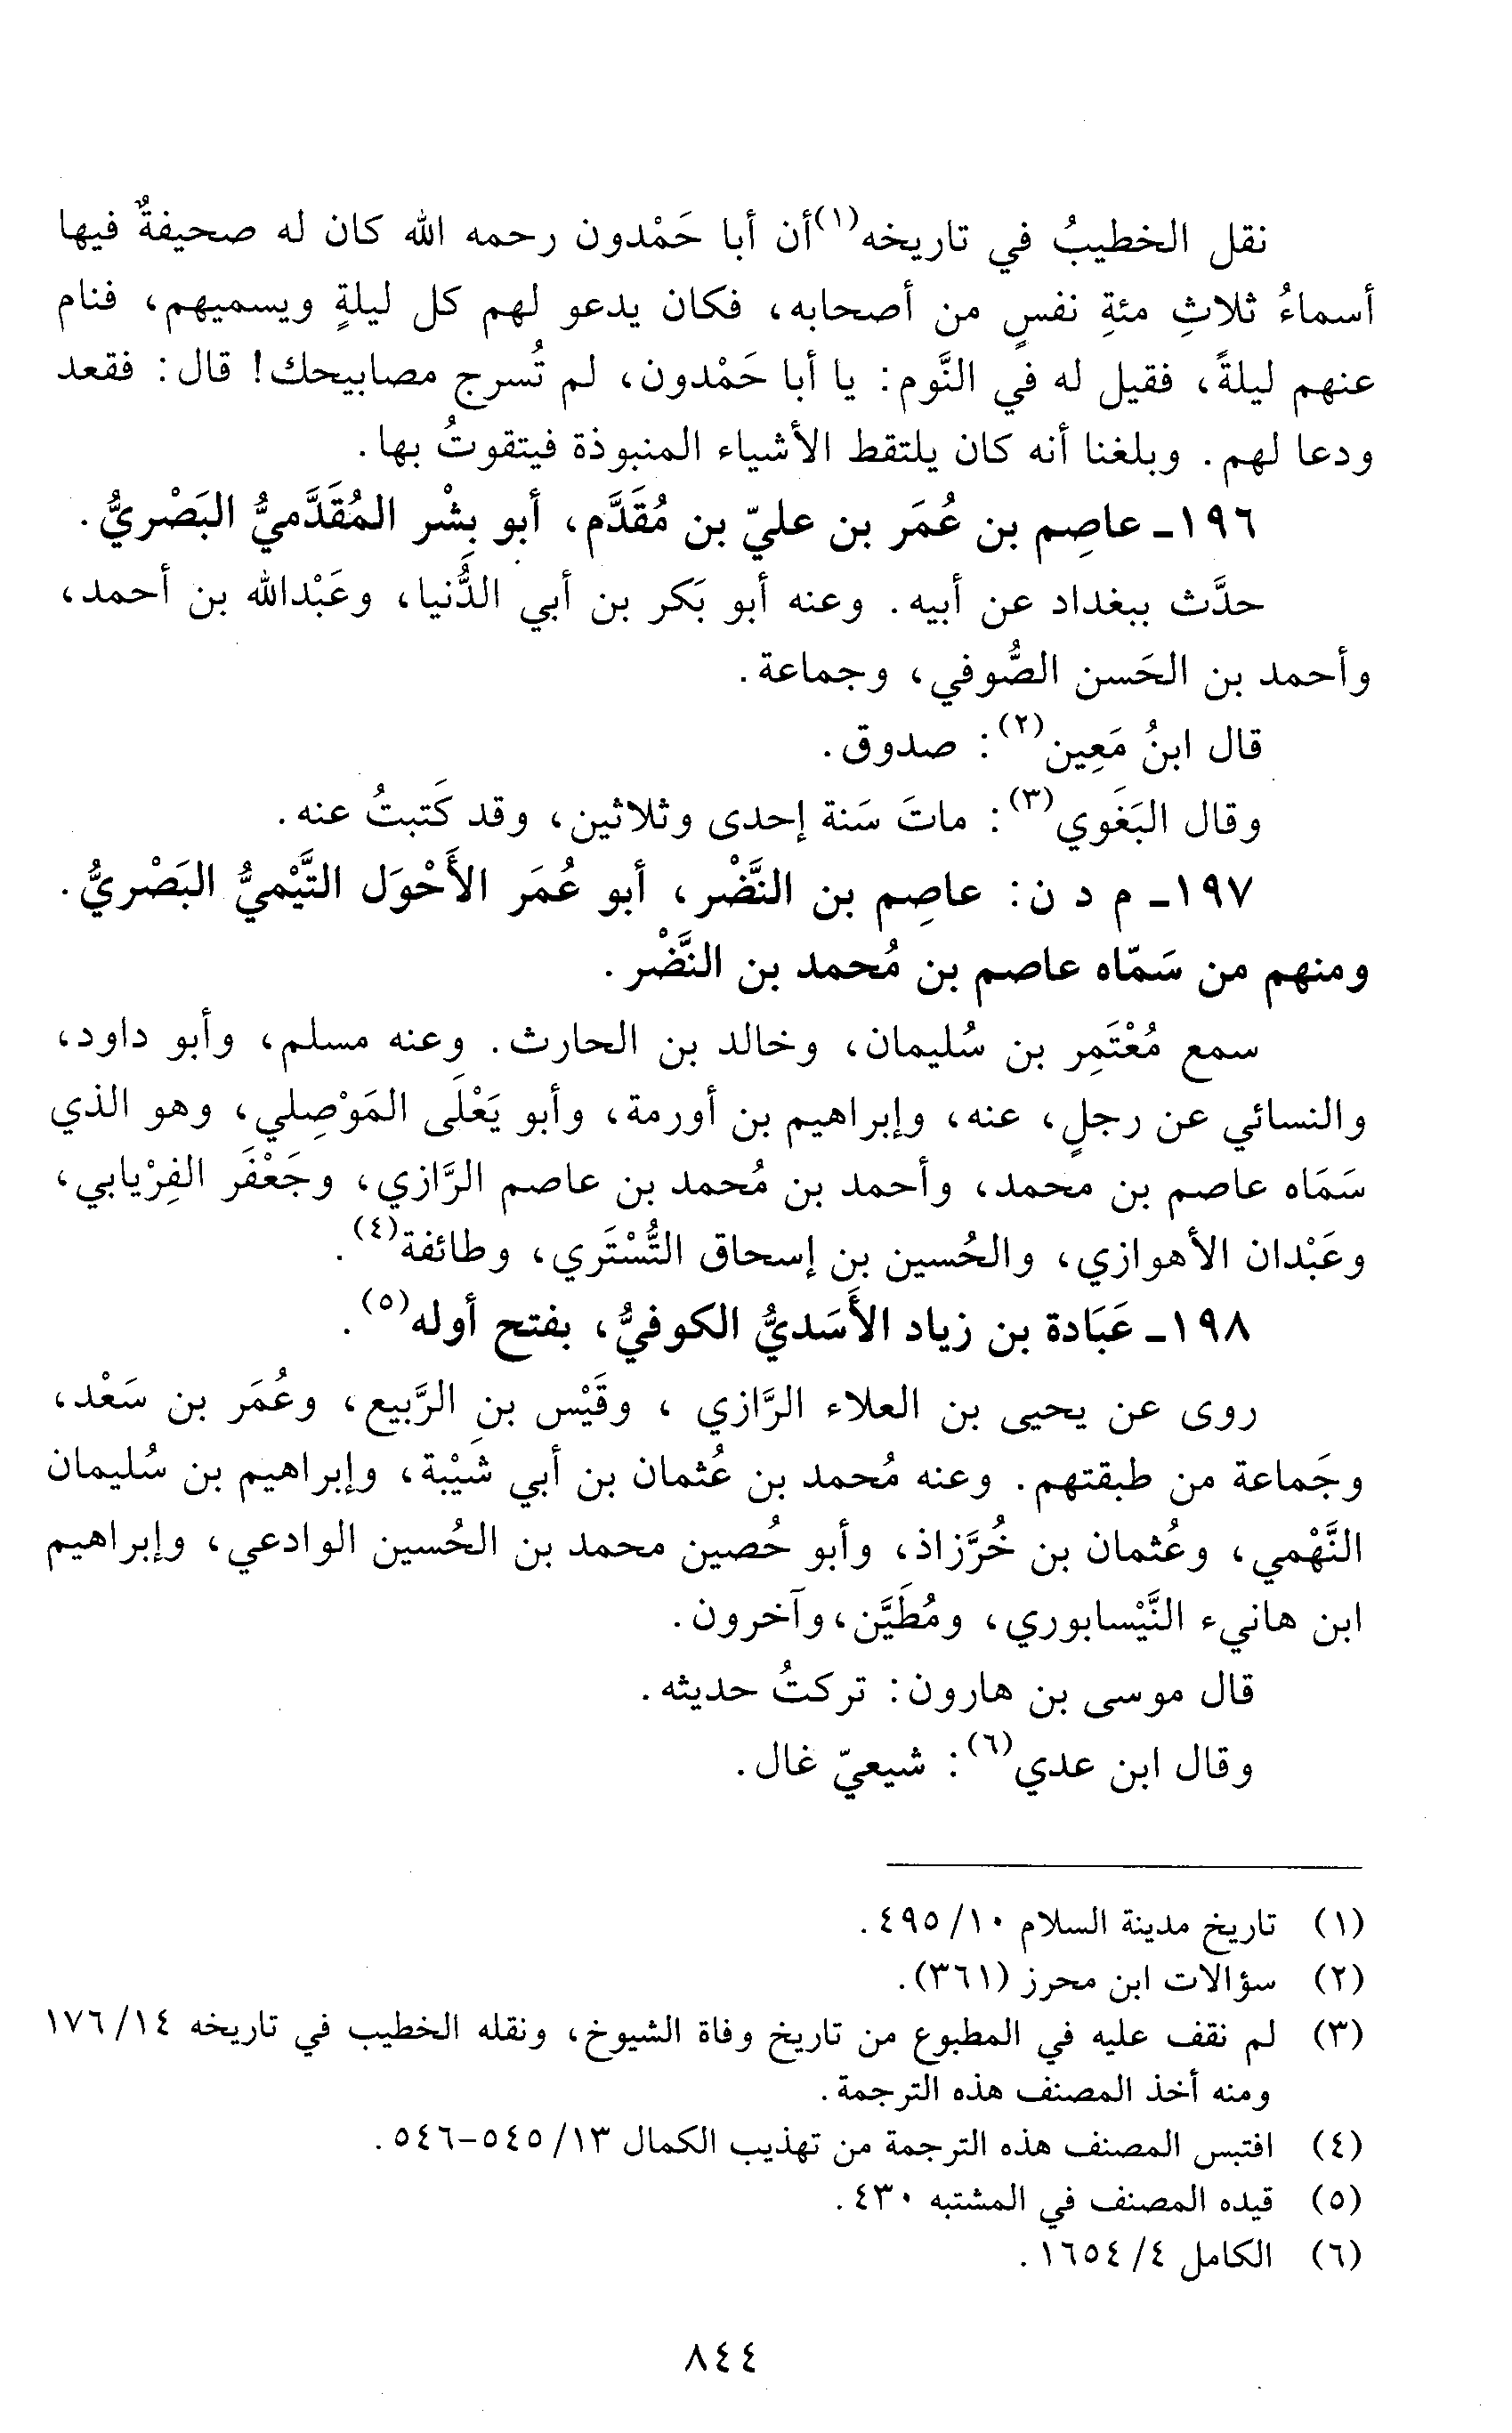 نقل الخطيبُ في تاريخه(١) أن أبا حَمْدون رحمه الله كان له صحيفةٌ فيها
أسماءُ ثلاثِ مئةِ نفسٍ من أصحابه، فكان يدعو لهم كل ليلةٍ ويسميهم، فنام
عنهم ليلةً، فقيل له في النَّوم: يا أبا حَمْدون، لم تُسرج مصابيحك! قال: فقعد
ودعا لهم. وبلغنا أنه كان يلتقط الأشياء المنبوذة فيتقوتُ بها.
١٩٦ـ عاصِم بن عُمَر بن عليّ بن مُقَدَّم، أبو بِشْر المُقَدَّميُّ البَصْريُّ.
حدَّث ببغداد عن أبيه. وعنه أبو بَكر بن أبي الدُّنيا، وعَبْدالله بن أحمد،
وأحمد بن الحَسن الصُّوفي، وجماعة.
قال ابنُ مَعِين(٢): صدوق.
وقال البَغَوي(٣): ماتَ سَنة إحدى وثلاثين، وقد كَتبتُ عنه.
١٩٧ـ م د ن: عاصِم بن النَّضْر، أبو عُمَر الأَحْوَل التَّيْميُّ البَصْريُّ.
ومنهم من سَمّاه عاصم بن مُحمد بن النَّضْر.
سمع مُعْتَمِر بن سُليمان، وخالد بن الحارث. وعنه مسلم، وأبو داود،
والنسائي عن رجلٍ، عنه، وإبراهيم بن أورمة، وأبو يَعْلَى المَوْصِلي، وهو الذي
سَمَاه عاصم بن محمد، وأحمد بن مُحمد بن عاصم الرَّازي، وجَعْفَر الفِرْيابي،
وعَبْدان الأهوازي، والحُسين بن إسحاق التُّسْتَري، وطائفة(٤).
١٩٨ـ عَبَادة بن زياد الأَسَديُّ الكوفيُّ، بفتح أوله(٥).
روى عن يحيى بن العلاء الرَّازي ، وقَيْس بن الرَّبيع، وعُمَر بن سَعْد،
وجَماعة من طبقتهم. وعنه مُحمد بن عُثمان بن أبي شَيْبة، وإبراهيم بن سُليمان
النَّهْمي، وعُثمان بن خُرَّزاذ، وأبو حُصين محمد بن الحُسين الوادعي، وإبراهيم
ابن هانيء النَّيْسابوري، ومُطَيَّن، وآخرون.
قال موسى بن هارون: تركتُ حديثه.
وقال ابن عدي(٦): شيعيّ غال.
(١) تاريخ مدينة السلام ١٠/ ٤٩٥.
(٢) سؤالات ابن محرز (٣٦١).
(٣) لم نقف عليه في المطبوع من تاريخ وفاة الشيوخ، ونقله الخطيب في تاريخه ١٤/ ١٧٦
ومنه أخذ المصنف هذه الترجمة.
(٤) اقتبس المصنف هذه الترجمة من تهذيب الكمال ١٣/ ٥٤٥-٥٤٦.
(٥) قيده المصنف في المشتبه ٤٣٠.
(٦) الكامل ٤/ ١٦٥٤.
٨٤٤